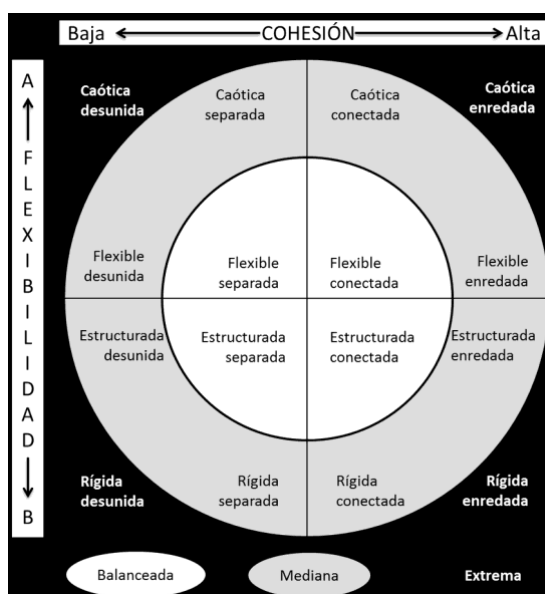 Baja COHESIÓN Alta
A
F
L
E
X
I
B
I
L
I
D
A
D
B
Caótica
desunida
Caótica
separada
Caótica
conectada
Caótica
enredada
Flexible
desunida
Flexible
separada
Flexible
conectada
Flexible
enredada
Estructurada
desunida
Estructurada
separada
Estructurada
conectada
Estructurada
enredada
Rígida
desunida
Rígida
separada
Rígida
conectada
Rígida
enredada
Balanceada
Mediana
Extrema